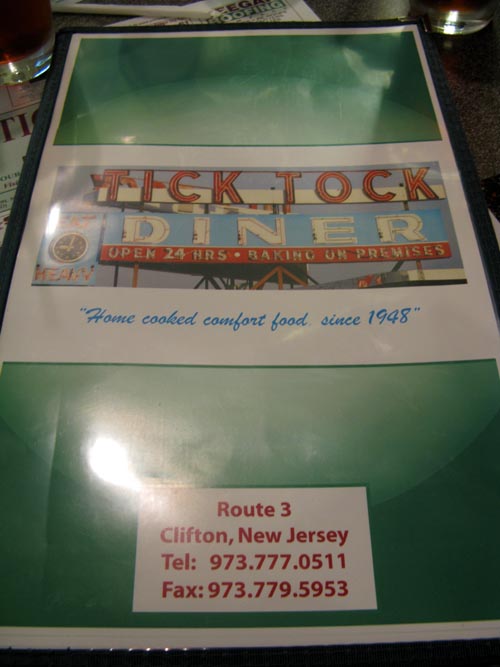 TICK TOCK
DINER
OPEN 24 HRS • BAKING ON PREMISES
HEAVY
"Home cooked comfort food, since 1948"
Route 3
Clifton, New Jersey
Tel: 973.777.0511
Fax: 973.779.5953